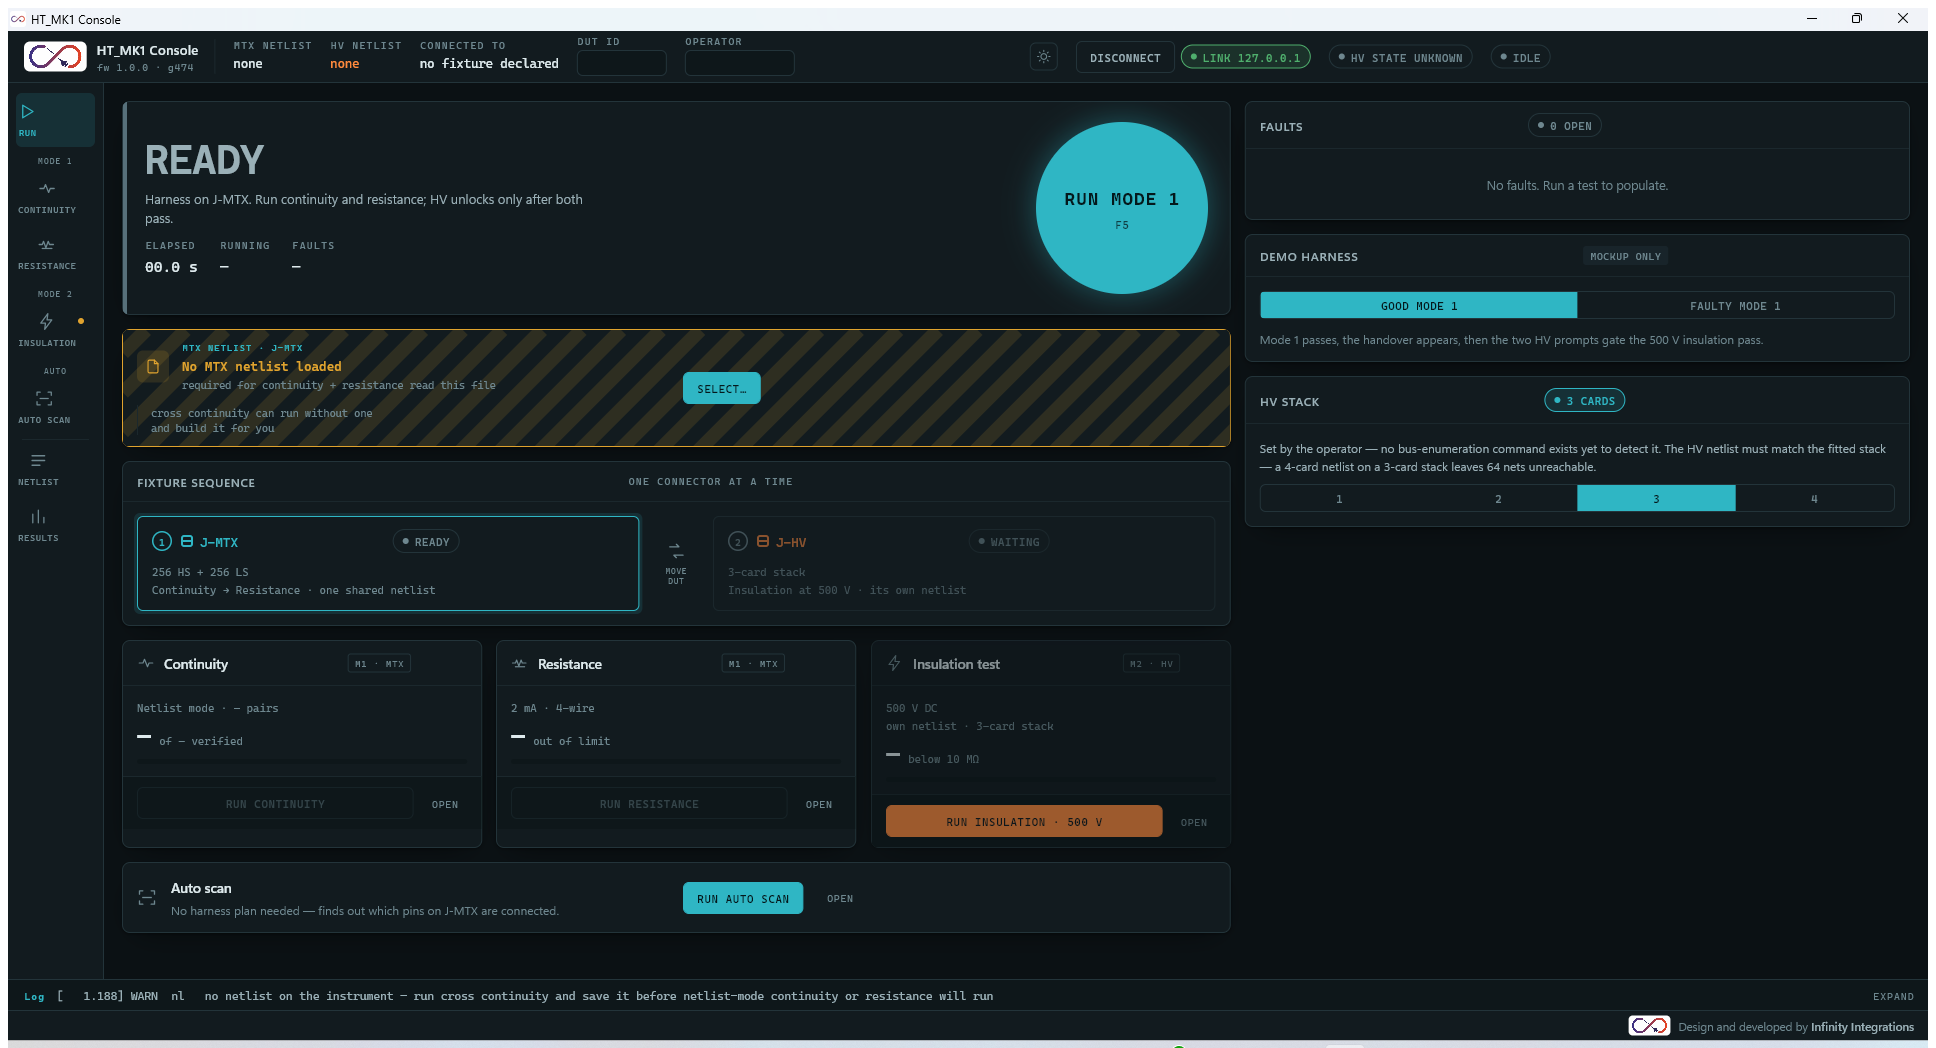 HT_MK1 Console
HT_MK1 Console
fw 1.0.0 · g474
MTX NETLIST
none
HV NETLIST
none
CONNECTED TO
no fixture declared
DUT ID
OPERATOR
DISCONNECT
LINK 127.0.0.1
HV STATE UNKNOWN
IDLE
RUN
MODE 1
CONTINUITY
RESISTANCE
MODE 2
INSULATION
AUTO
AUTO SCAN
NETLIST
RESULTS
READY
Harness on J-MTX. Run continuity and resistance; HV unlocks only after both
pass.
ELAPSED
00.0 s
RUNNING
—
FAULTS
—
RUN MODE 1
F5
MTX NETLIST · J-MTX
No MTX netlist loaded
required for continuity + resistance read this file
cross continuity can run without one
and build it for you
SELECT…
FIXTURE SEQUENCE
ONE CONNECTOR AT A TIME
1 J-MTX
READY
256 HS + 256 LS
Continuity → Resistance · one shared netlist
MOVE
DUT
2 J-HV
WAITING
3-card stack
Insulation at 500 V · its own netlist
Continuity
M1 · MTX
Netlist mode · — pairs
— of — verified
RUN CONTINUITY
OPEN
Resistance
M1 · MTX
2 mA · 4-wire
— out of limit
RUN RESISTANCE
OPEN
Insulation test
M2 · HV
500 V DC
own netlist · 3-card stack
— below 10 MΩ
RUN INSULATION · 500 V
OPEN
Auto scan
No harness plan needed — finds out which pins on J-MTX are connected.
RUN AUTO SCAN
OPEN
FAULTS
0 OPEN
No faults. Run a test to populate.
DEMO HARNESS
MOCKUP ONLY
GOOD MODE 1
FAULTY MODE 1
Mode 1 passes, the handover appears, then the two HV prompts gate the 500 V insulation pass.
HV STACK
3 CARDS
Set by the operator — no bus-enumeration command exists yet to detect it. The HV netlist must match the fitted stack
— a 4-card netlist on a 3-card stack leaves 64 nets unreachable.
1
2
3
4
Log [ 1.188] WARN nl no netlist on the instrument — run cross continuity and save it before netlist-mode continuity or resistance will run
EXPAND
Design and developed by Infinity Integrations